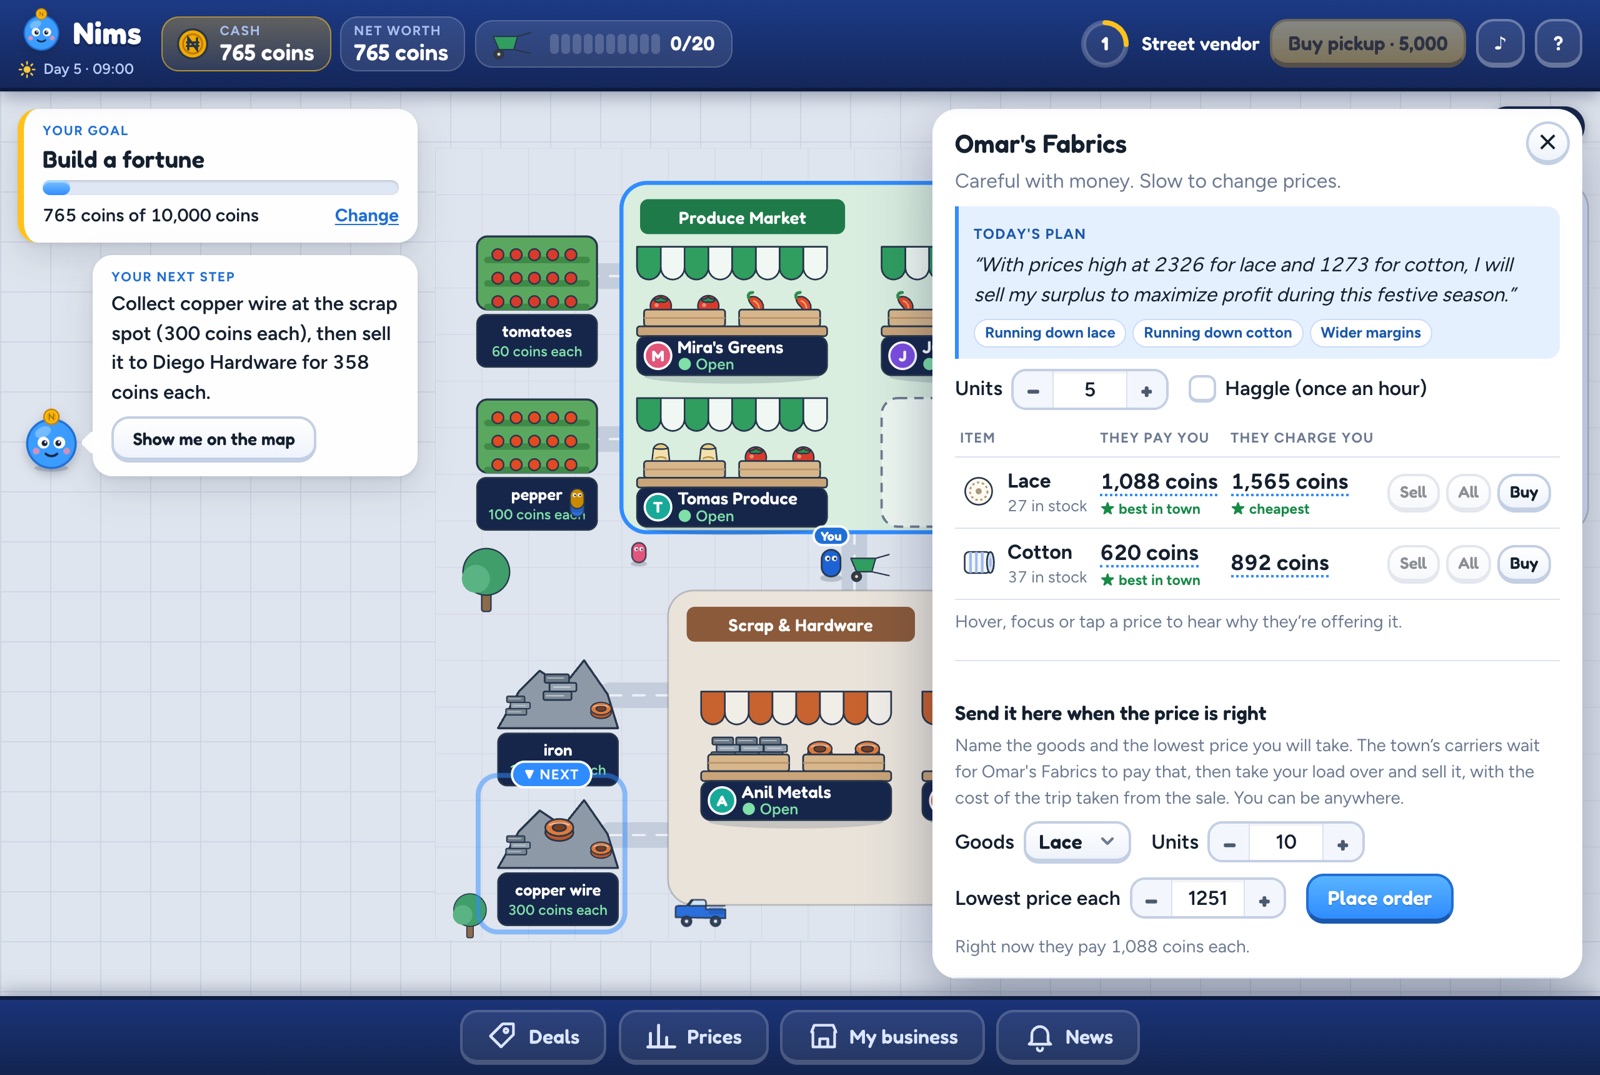 Nims
Day 5 · 09:00
CASH
765 coins
NET WORTH
765 coins
0/20
1
Street vendor
Buy pickup · 5,000
?
YOUR GOAL
Build a fortune
765 coins of 10,000 coins
Change
YOUR NEXT STEP
Collect copper wire at the scrap
spot (300 coins each), then sell
it to Diego Hardware for 358
coins each.
Show me on the map
Produce Market
tomatoes
60 coins each
M
Mira's Greens
Open
J
pepper
100 coins each
T
Tomas Produce
Open
You
Scrap & Hardware
iron
▼ NEXT
A
Anil Metals
Open
copper wire
300 coins each
Omar's Fabrics
Careful with money. Slow to change prices.
TODAY'S PLAN
“With prices high at 2326 for lace and 1273 for cotton, I will
sell my surplus to maximize profit during this festive season.”
Running down lace
Running down cotton
Wider margins
Units
− 5 +
Haggle (once an hour)
ITEM
THEY PAY YOU
THEY CHARGE YOU
Lace
27 in stock
1,088 coins
★ best in town
1,565 coins
★ cheapest
Sell
All
Buy
Cotton
37 in stock
620 coins
★ best in town
892 coins
Sell
All
Buy
Hover, focus or tap a price to hear why they’re offering it.
Send it here when the price is right
Name the goods and the lowest price you will take. The town’s carriers wait
for Omar's Fabrics to pay that, then take your load over and sell it, with the
cost of the trip taken from the sale. You can be anywhere.
Goods
Lace
Units
− 10 +
Lowest price each
− 1251 +
Place order
Right now they pay 1,088 coins each.
Deals
Prices
My business
News